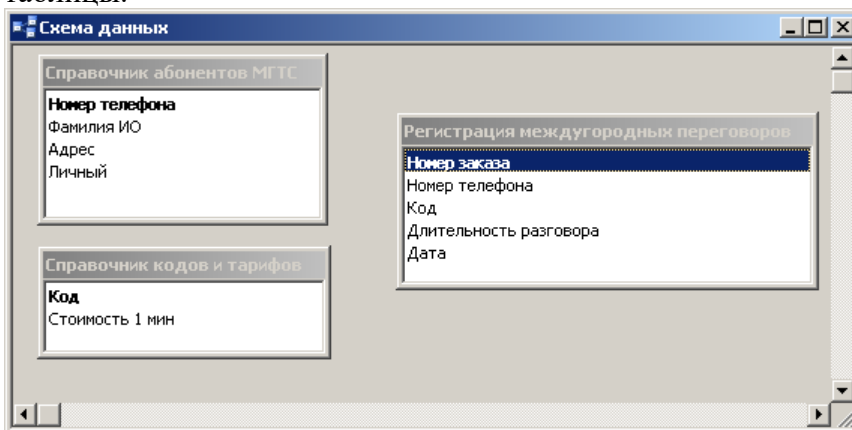 таблицы.
Схема данных
Справочник абонентов МГТС
Номер телефона
Фамилия ИО
Адрес
Личный
Регистрация междугородных переговоров
Номер заказа
Номер телефона
Код
Длительность разговора
Дата
Справочник кодов и тарифов
Код
Стоимость 1 мин